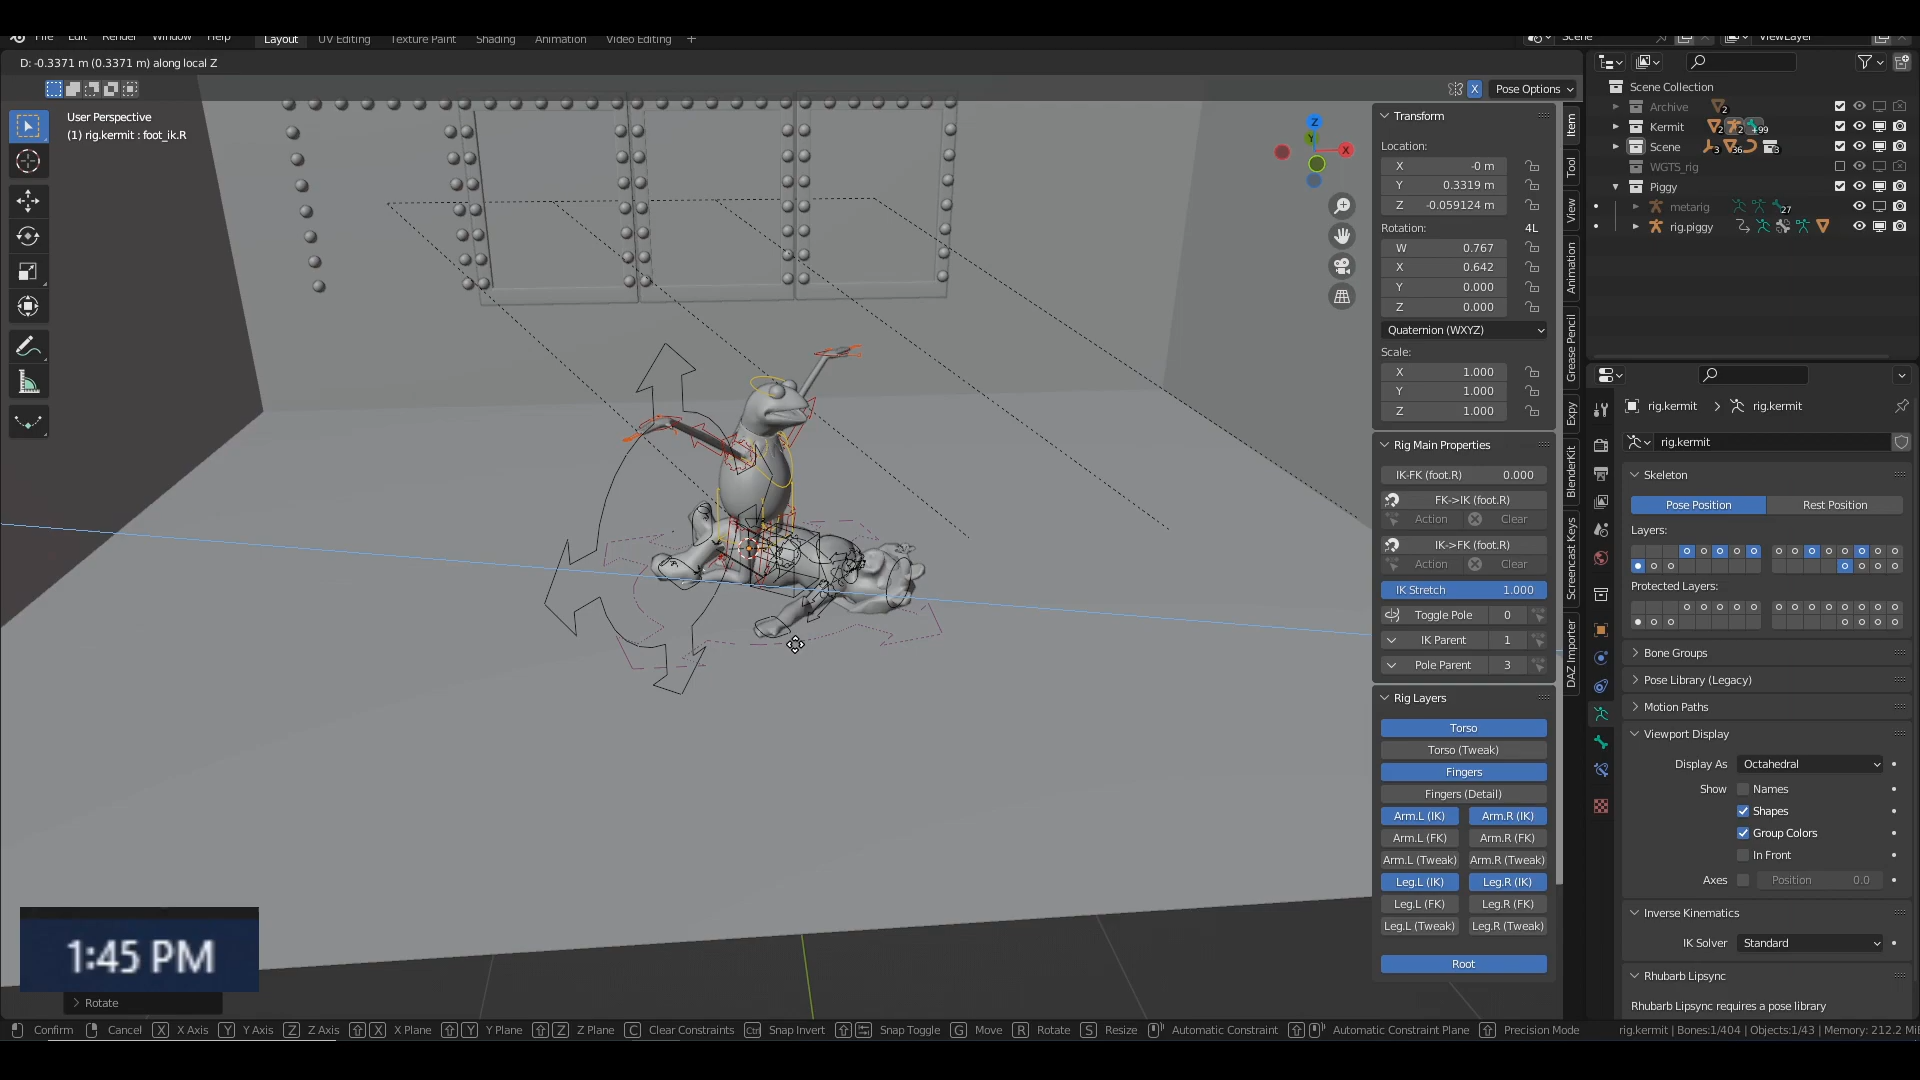 File Edit Render Window Help Layout UV Editing Texture Paint Shading Animation Video Editing + Scene ViewLayer
D: -0.3371 m (0.3371 m) along local Z
X Pose Options
User Perspective
(1) rig.kermit : foot_ik.R
Z
Y
X
Transform
Location:
X -0 m
Y 0.3319 m
Z -0.059124 m
Rotation: 4L
W 0.767
X 0.642
Y 0.000
Z 0.000
Quaternion (WXYZ)
Scale:
X 1.000
Y 1.000
Z 1.000
Rig Main Properties
IK-FK (foot.R) 0.000
FK->IK (foot.R)
Action Clear
IK->FK (foot.R)
Action Clear
IK Stretch 1.000
Toggle Pole 0
IK Parent 1
Pole Parent 3
Rig Layers
Torso
Torso (Tweak)
Fingers
Fingers (Detail)
Arm.L (IK) Arm.R (IK)
Arm.L (FK) Arm.R (FK)
Arm.L (Tweak) Arm.R (Tweak)
Leg.L (IK) Leg.R (IK)
Leg.L (FK) Leg.R (FK)
Leg.L (Tweak) Leg.R (Tweak)
Root
Item
Tool
View
Animation
Grease Pencil
Expy
BlenderKit
Screencast Keys
DAZ Importer
Scene Collection
Archive 2
Kermit 2 2 +99
Scene 3 36 3
WGTS_rig
Piggy
metarig 27
rig.piggy
rig.kermit > rig.kermit
rig.kermit
Skeleton
Pose Position Rest Position
Layers:
Protected Layers:
Bone Groups
Pose Library (Legacy)
Motion Paths
Viewport Display
Display As Octahedral
Show Names
Shapes
Group Colors
In Front
Axes Position 0.0
Inverse Kinematics
IK Solver Standard
Rhubarb Lipsync
Rhubarb Lipsync requires a pose library
1:45 PM
Rotate
Confirm Cancel X X Axis Y Y Axis Z Z Axis X X Plane Y Y Plane Z Z Plane C Clear Constraints Ctrl Snap Invert Snap Toggle G Move R Rotate S Resize Automatic Constraint Automatic Constraint Plane Precision Mode rig.kermit | Bones:1/404 | Objects:1/43 | Memory: 212.2 Mi